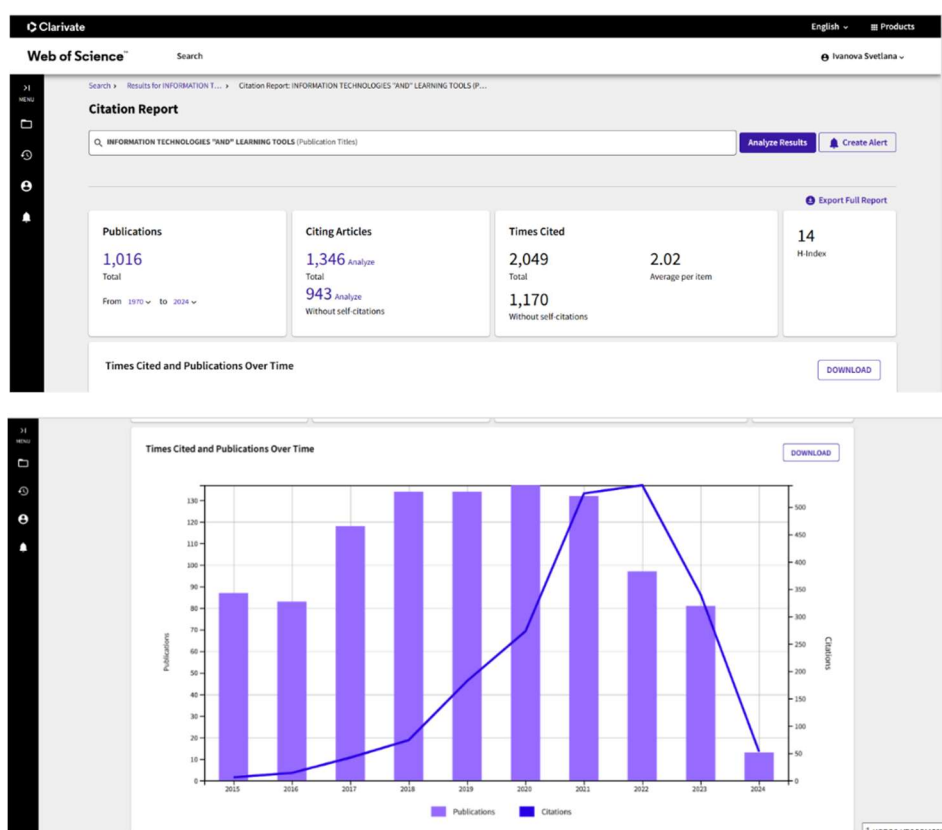 Clarivate
English
Products
Web of Science™
Search
Ivanova Svetlana
MENU
Search > Results for INFORMATION T... > Citation Report: INFORMATION TECHNOLOGIES "AND" LEARNING TOOLS (P...
Citation Report
INFORMATION TECHNOLOGIES "AND" LEARNING TOOLS (Publication Titles)
Analyze Results
Create Alert
Export Full Report
Publications
1,016
Total
From 1970 to 2024
Citing Articles
1,346 Analyze
Total
943 Analyze
Without self-citations
Times Cited
2,049
Total
2.02
Average per item
1,170
Without self-citations
14
H-Index
Times Cited and Publications Over Time
DOWNLOAD
MENU
Times Cited and Publications Over Time
DOWNLOAD
Publications
130
120
110
100
90
80
70
60
50
40
30
20
10
0
500
450
400
350
300
250
200
150
100
50
0
Citations
2015 2016 2017 2018 2019 2020 2021 2022 2023 2024
Publications Citations